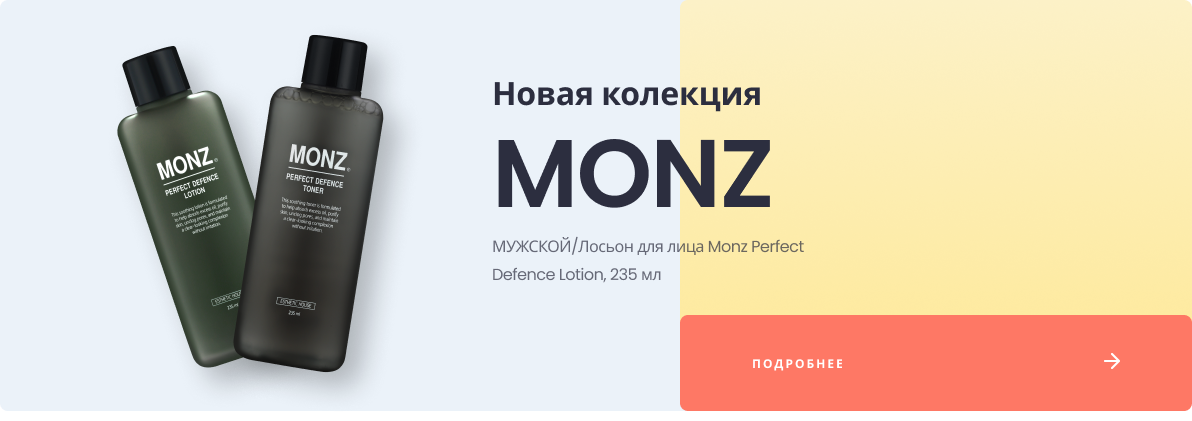 MONZ
PERFECT DEFENCE
LOTION
This soothing lotion is formulated
to help absorb excess oil, purify
skin, unclog pores, and maintain
a clear-looking complexion
without irritation
ESTHETIC HOUSE
235 ml
MONZ
PERFECT DEFENCE
TONER
This soothing toner is formulated
to help absorb excess oil, purify
skin, unclog pores, and maintain
a clear-looking complexion
without irritation
ESTHETIC HOUSE
235 ml
Новая колекция
MONZ
МУЖСКОЙ/Лосьон для лица Monz Perfect
Defence Lotion, 235 мл
ПОДРОБНЕЕ